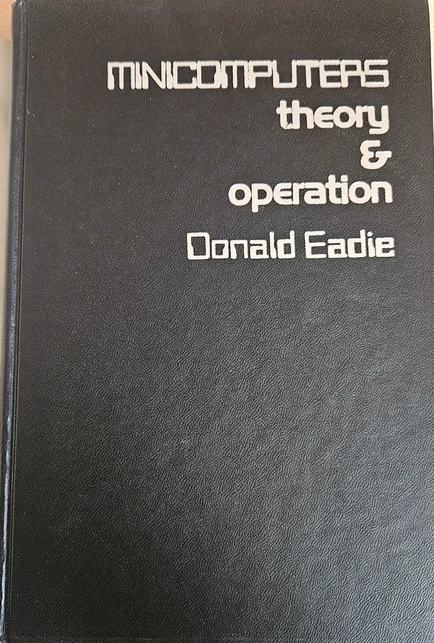 MINICOMPUTERS
theory
&
operation
Donald Eadie